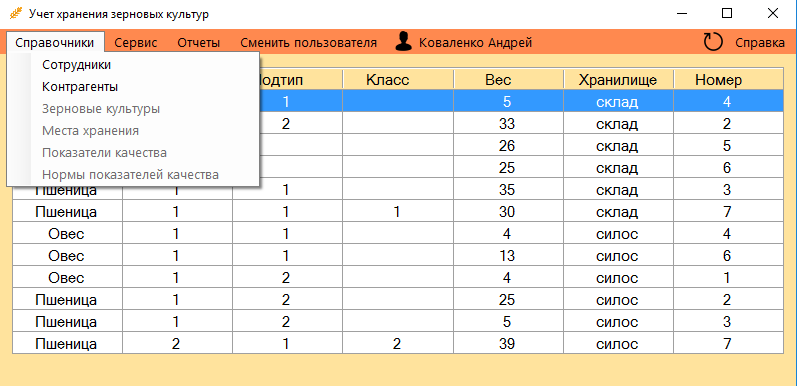 Учет хранения зерновых культур
Справочники Сервис Отчеты Сменить пользователя Коваленко Андрей Справка
Сотрудники
Контрагенты
Зерновые культуры
Места хранения
Показатели качества
Нормы показателей качества
Класс Вес Хранилище Номер
1 5 склад 4
2 33 склад 2
26 склад 5
25 склад 6
Пшеница 1 1 35 склад 3
Пшеница 1 1 1 30 склад 7
Овес 1 1 4 силос 4
Овес 1 1 13 силос 6
Овес 1 2 4 силос 1
Пшеница 1 2 25 силос 2
Пшеница 1 2 5 силос 3
Пшеница 2 1 2 39 силос 7